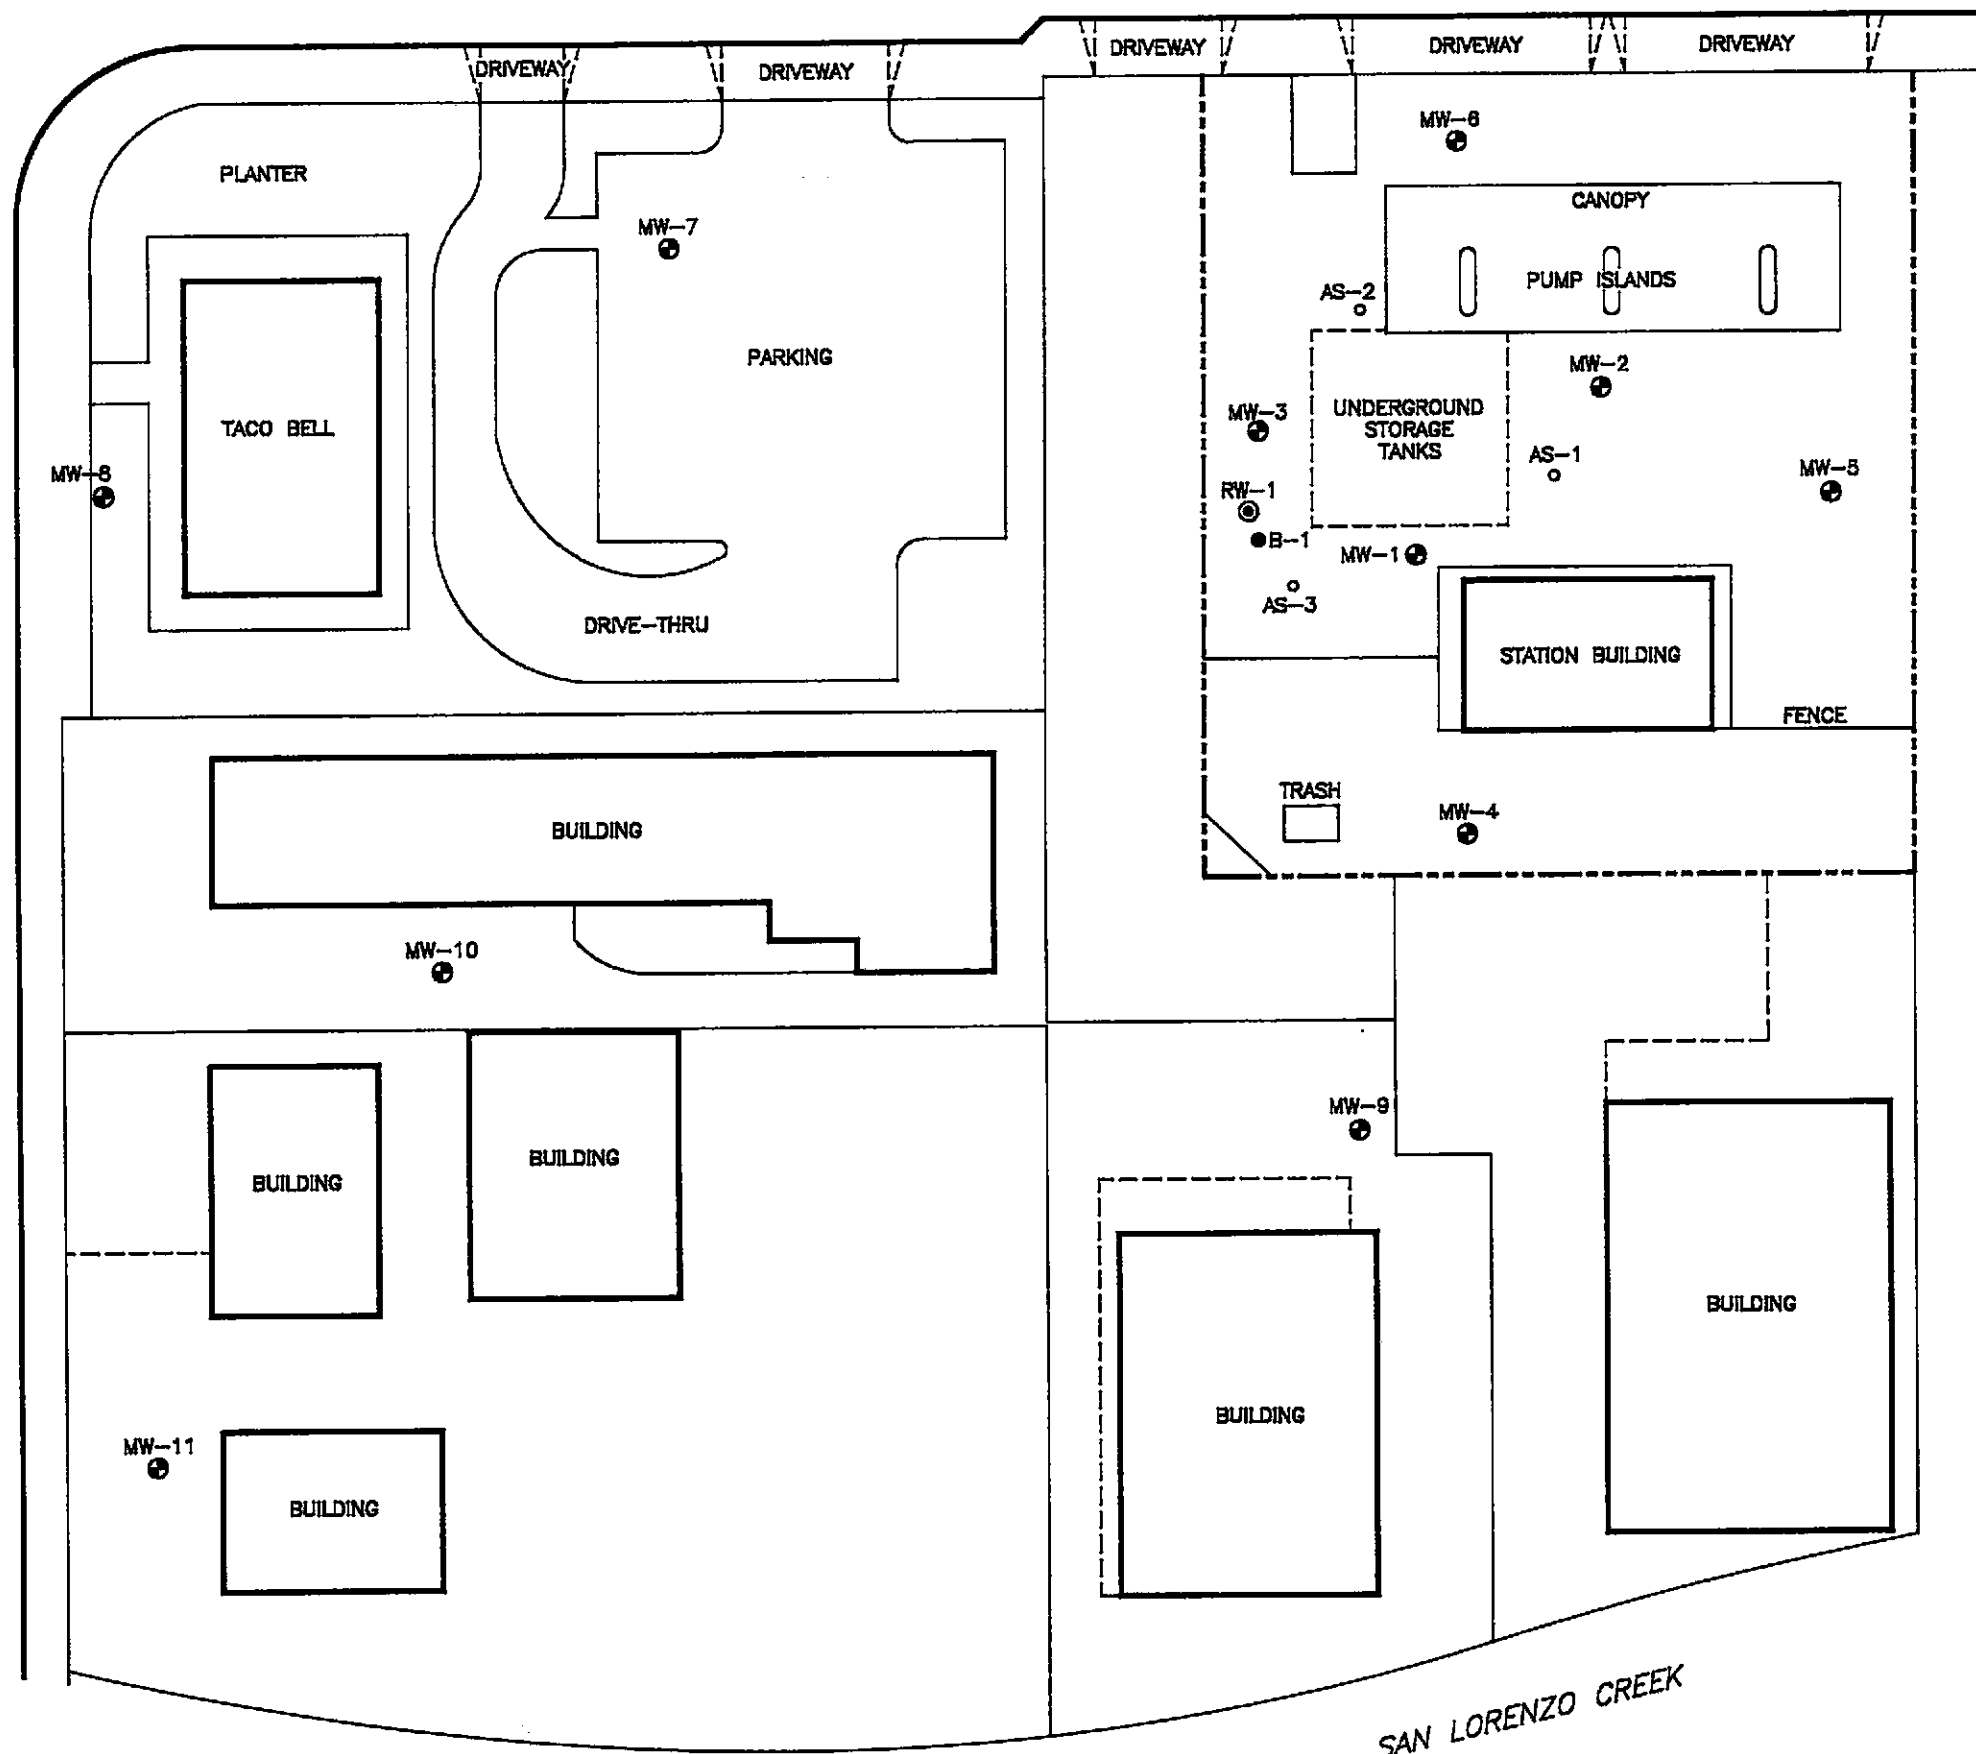 DRIVEWAY
DRIVEWAY
DRIVEWAY
DRIVEWAY
DRIVEWAY
MW-6
PLANTER
CANOPY
MW-7
PUMP ISLANDS
AS-2
PARKING
MW-2
UNDERGROUND
STORAGE
TANKS
MW-3
TACO BELL
AS-1
MW-8
MW-5
RW-1
B-1
MW-1
AS-3
DRIVE-THRU
STATION BUILDING
FENCE
TRASH
MW-4
BUILDING
MW-10
MW-9
BUILDING
BUILDING
BUILDING
BUILDING
MW-11
BUILDING
SAN LORENZO CREEK